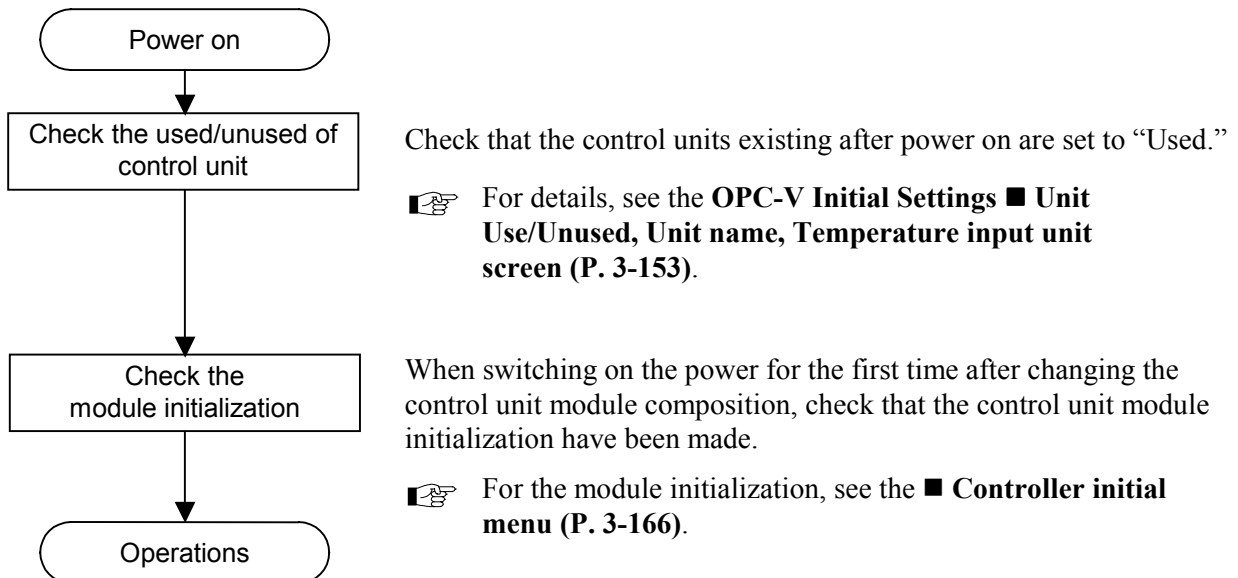 Power on
Check the used/unused of
control unit
Check that the control units existing after power on are set to “Used.”
☞ For details, see the OPC-V Initial Settings ■ Unit
Use/Unused, Unit name, Temperature input unit
screen (P. 3-153).
Check the
module initialization
When switching on the power for the first time after changing the
control unit module composition, check that the control unit module
initialization have been made.
☞ For the module initialization, see the ■ Controller initial
menu (P. 3-166).
Operations